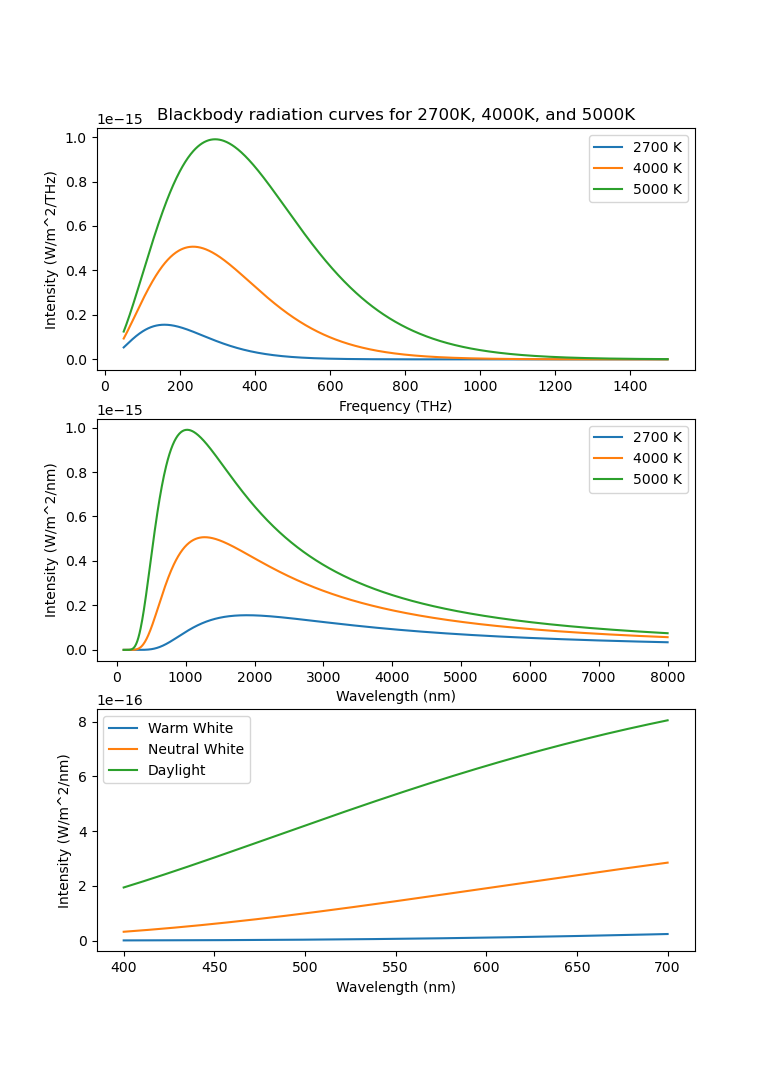 Blackbody radiation curves for 2700K, 4000K, and 5000K
1e−15
1.0
0.8
0.6
0.4
0.2
0.0
Intensity (W/m^2/THz)
2700 K
4000 K
5000 K
0 200 400 600 800 1000 1200 1400
Frequency (THz)
1e−15
1.0
0.8
0.6
0.4
0.2
0.0
Intensity (W/m^2/nm)
2700 K
4000 K
5000 K
0 1000 2000 3000 4000 5000 6000 7000 8000
Wavelength (nm)
1e−16
8
6
4
2
0
Intensity (W/m^2/nm)
Warm White
Neutral White
Daylight
400 450 500 550 600 650 700
Wavelength (nm)